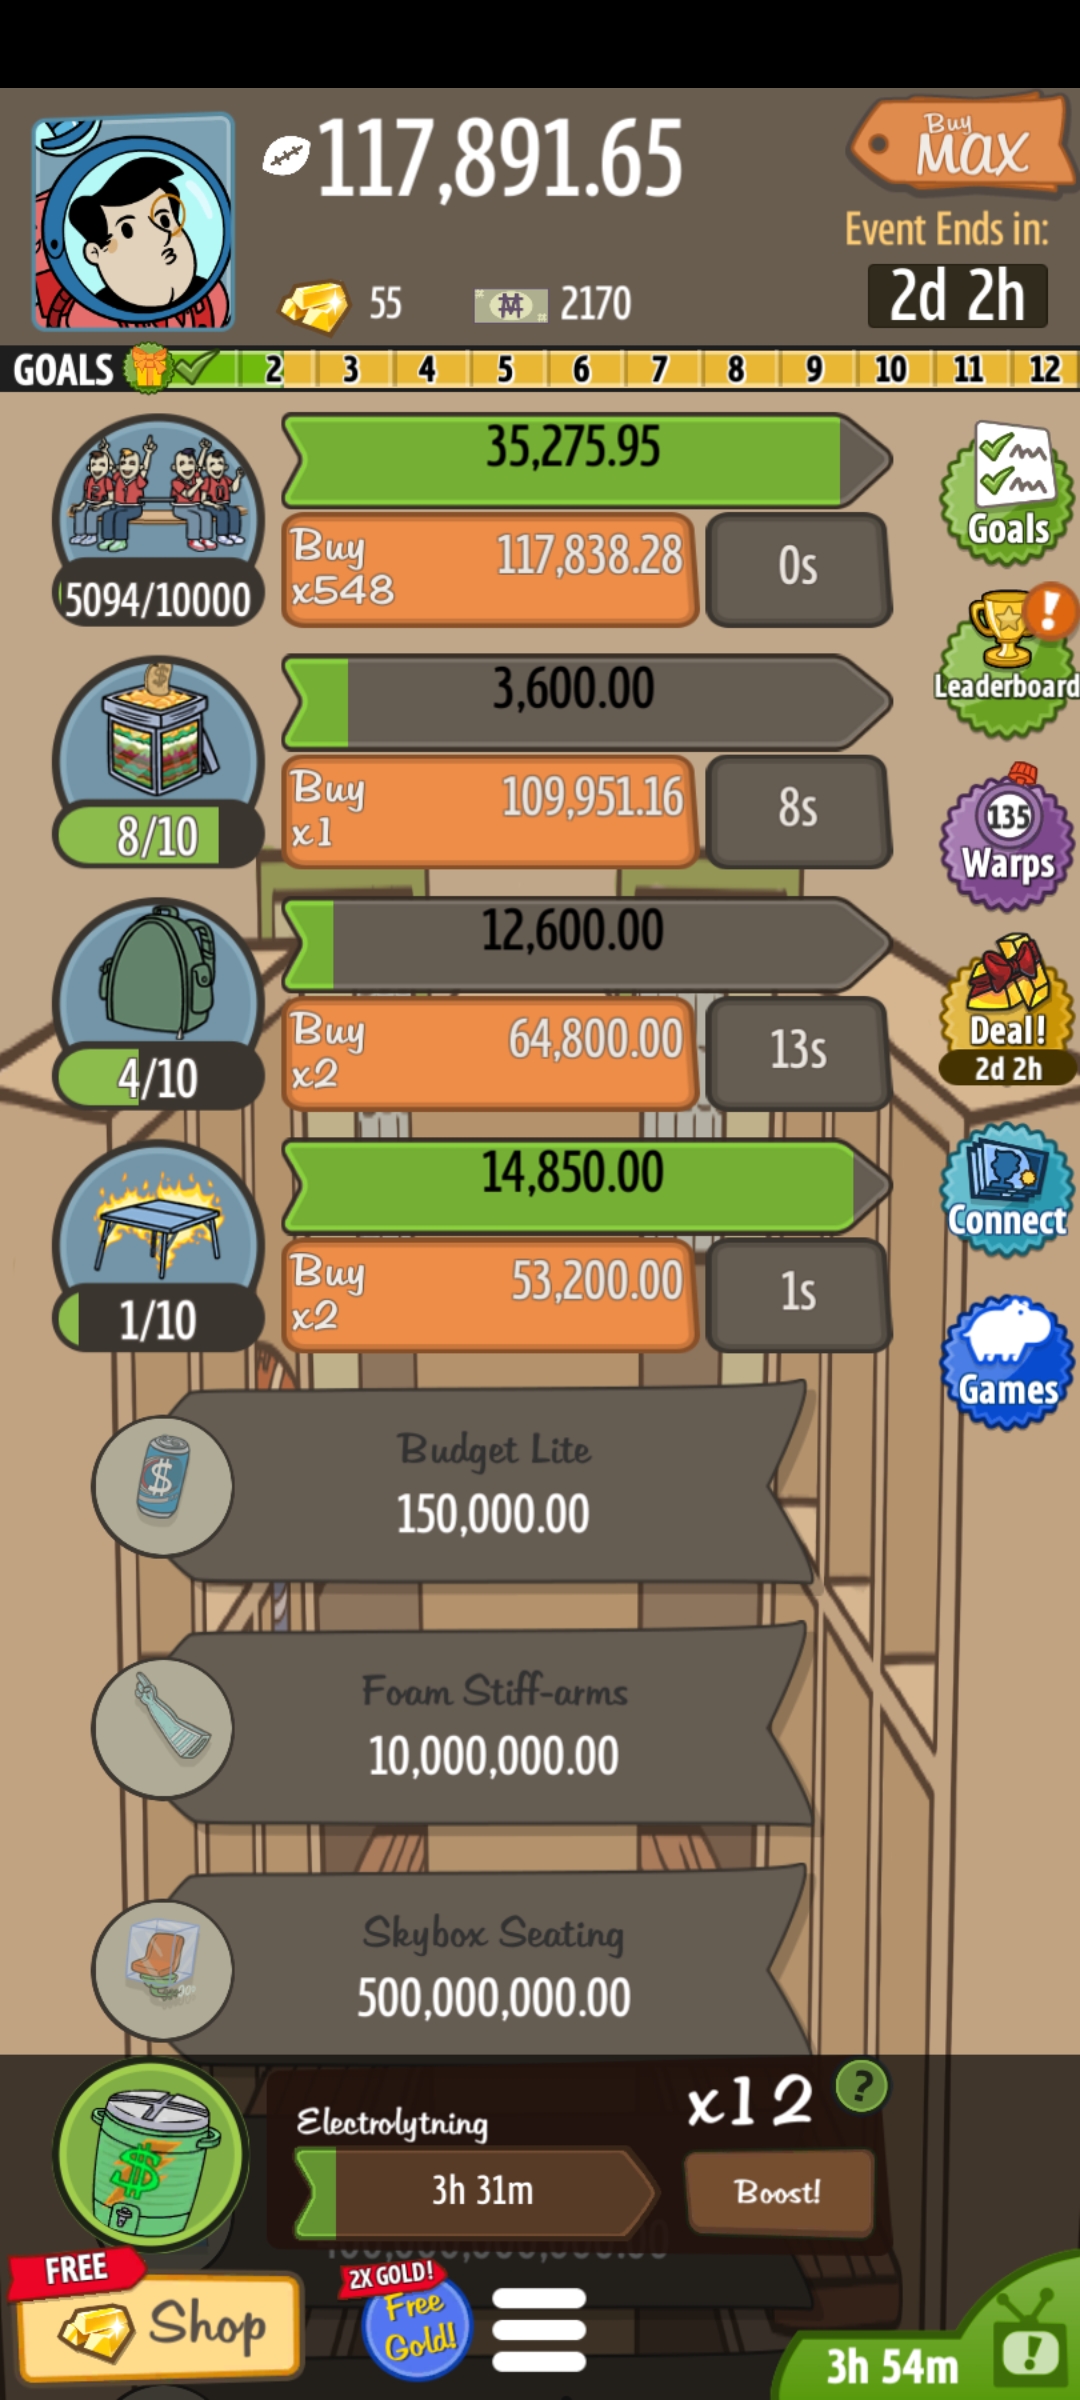 117,891.65
Buy
MAX
Event Ends in:
2d 2h
55
2170
GOALS 2 3 4 5 6 7 8 9 10 11 12
35,275.95
Buy
x548
117,838.28
0s
5094/10000
Goals
3,600.00
Buy
x1
109,951.16
8s
8/10
Leaderboard
12,600.00
Buy
x2
64,800.00
13s
4/10
135
Warps
14,850.00
Buy
x2
53,200.00
1s
1/10
Deal!
2d 2h
Connect
Games
Budget Lite
150,000.00
Foam Stiff-arms
10,000,000.00
Skybox Seating
500,000,000.00
Electrolytning
3h 31m
x12
?
Boost!
FREE
Shop
2X GOLD!
Free
Gold!
3h 54m